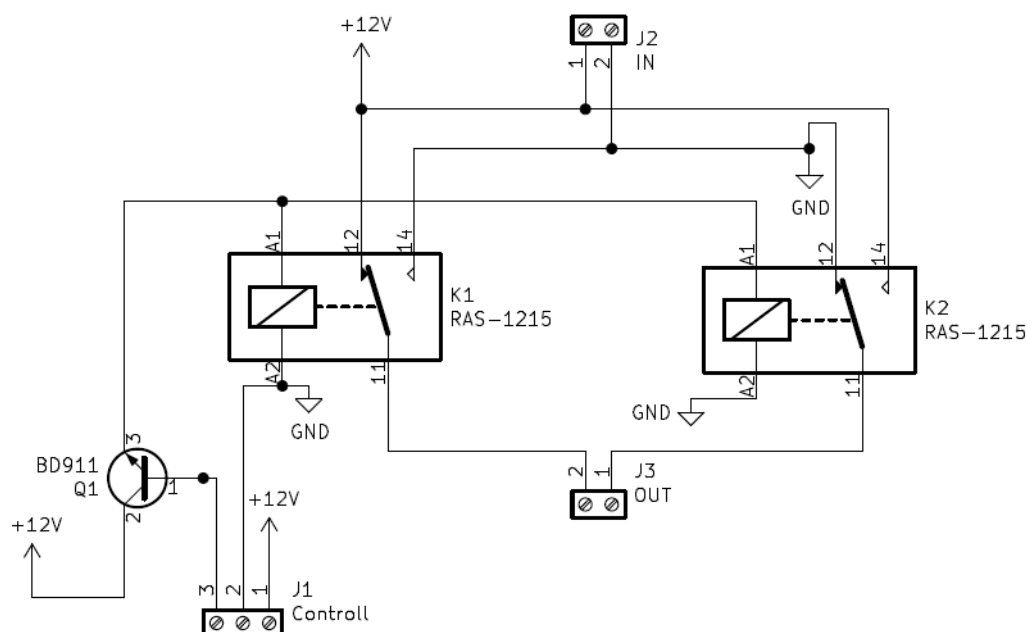 +12V
J2
IN
1
2
GND
A1
12
14
K1
RAS-1215
A2
11
GND
A1
12
14
K2
RAS-1215
A2
11
GND
BD911
Q1
3
1
2
+12V
+12V
2
1
J3
OUT
3
2
1
J1
Controll